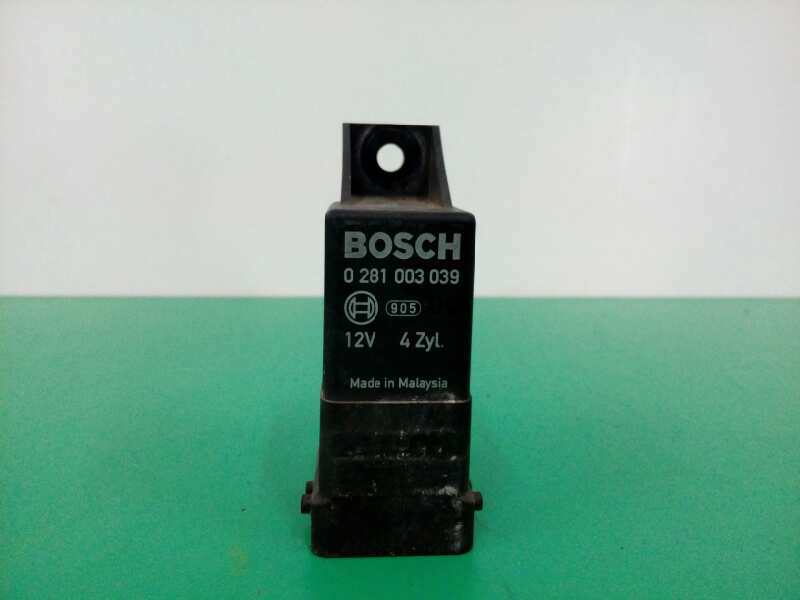 BOSCH
0 281 003 039
905
12V 4 Zyl.
Made in Malaysia